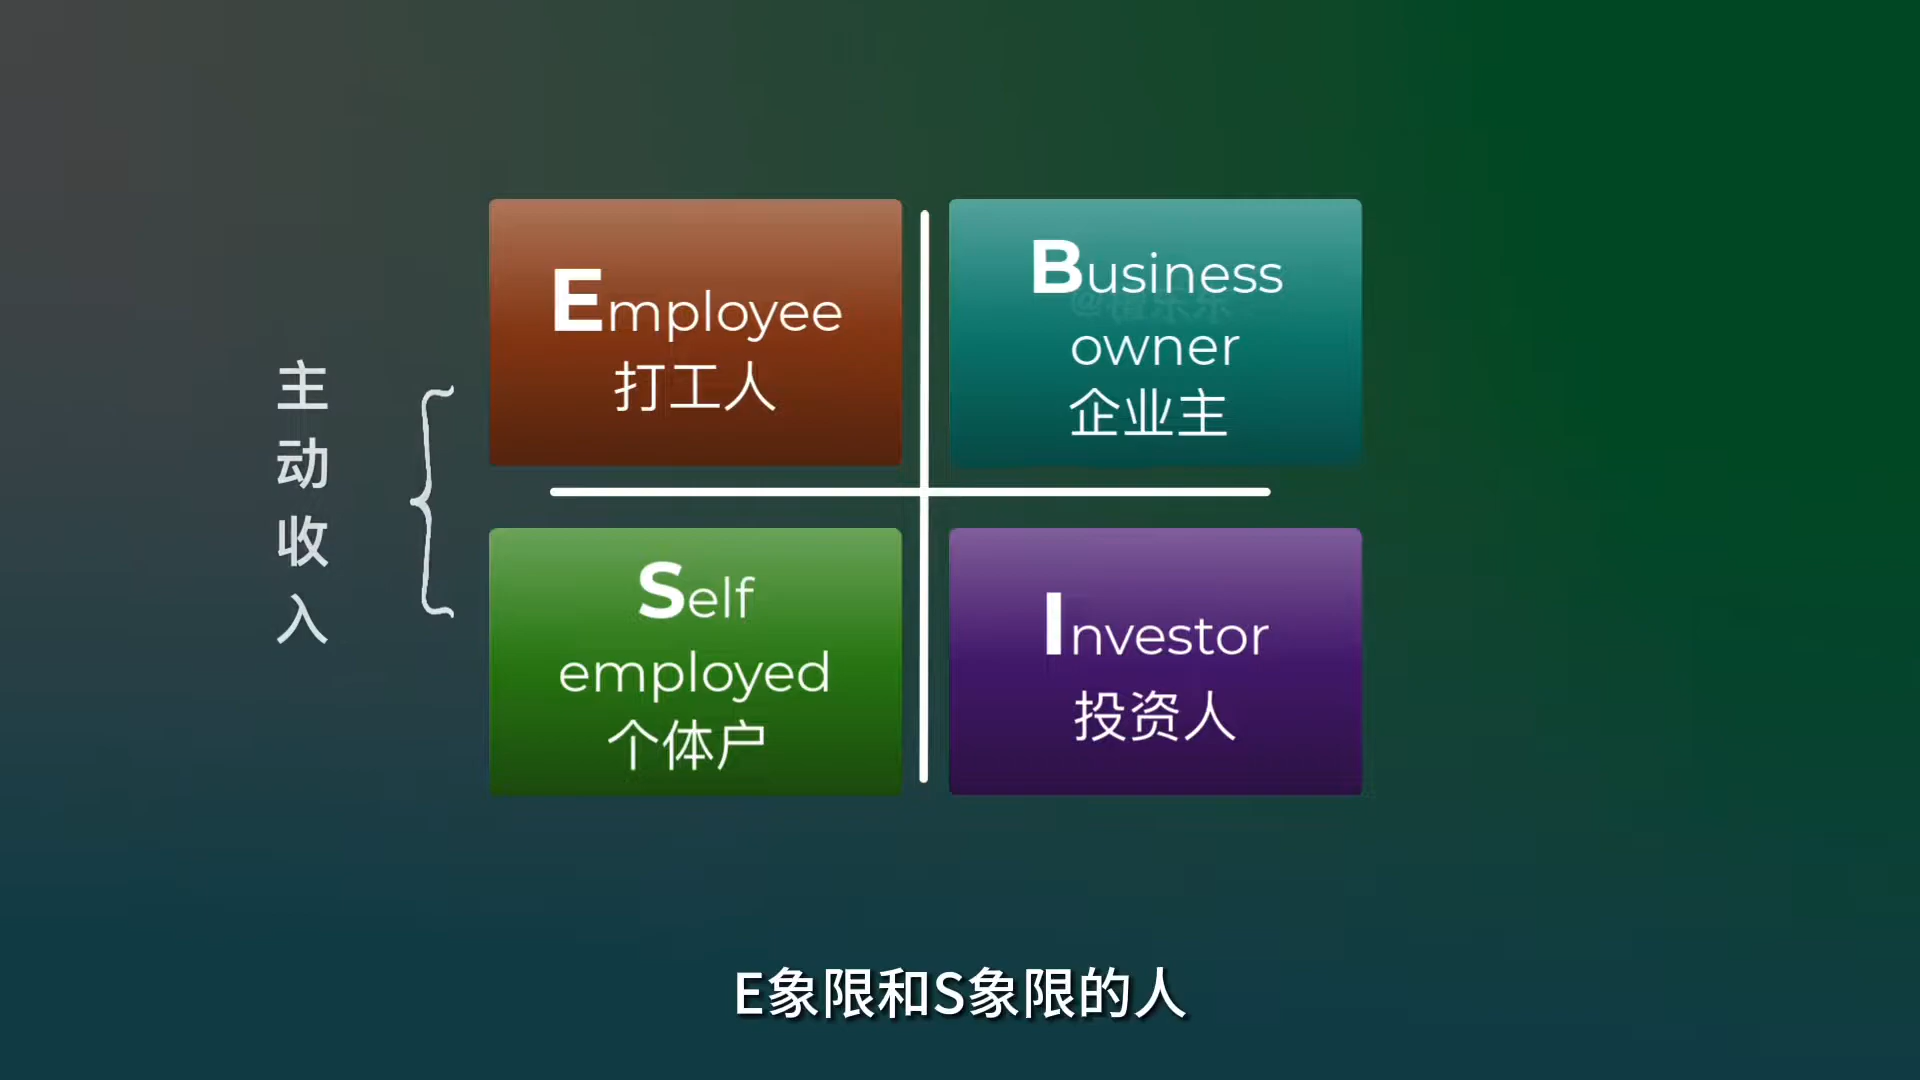 主
动
收
入
Employee
打工人
Business
owner
企业主
Self
employed
个体户
Investor
投资人
E象限和S象限的人